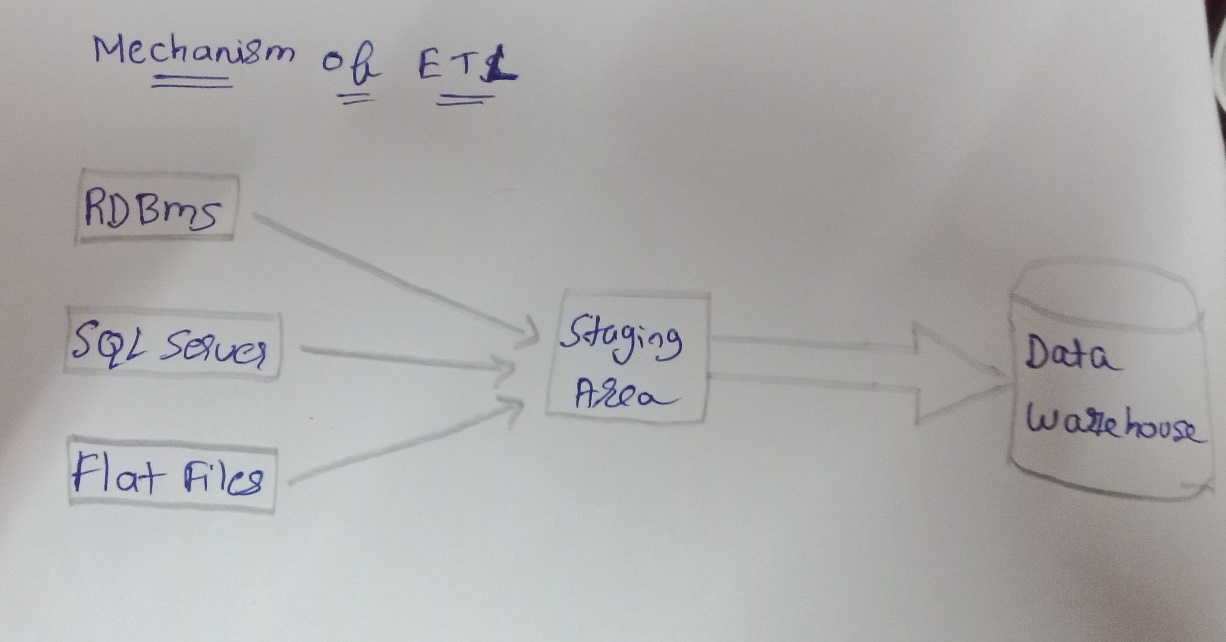 Mechanism of ETL
RDBms
SQL Server
Flat Files
Staging
Area
Data
Warehouse